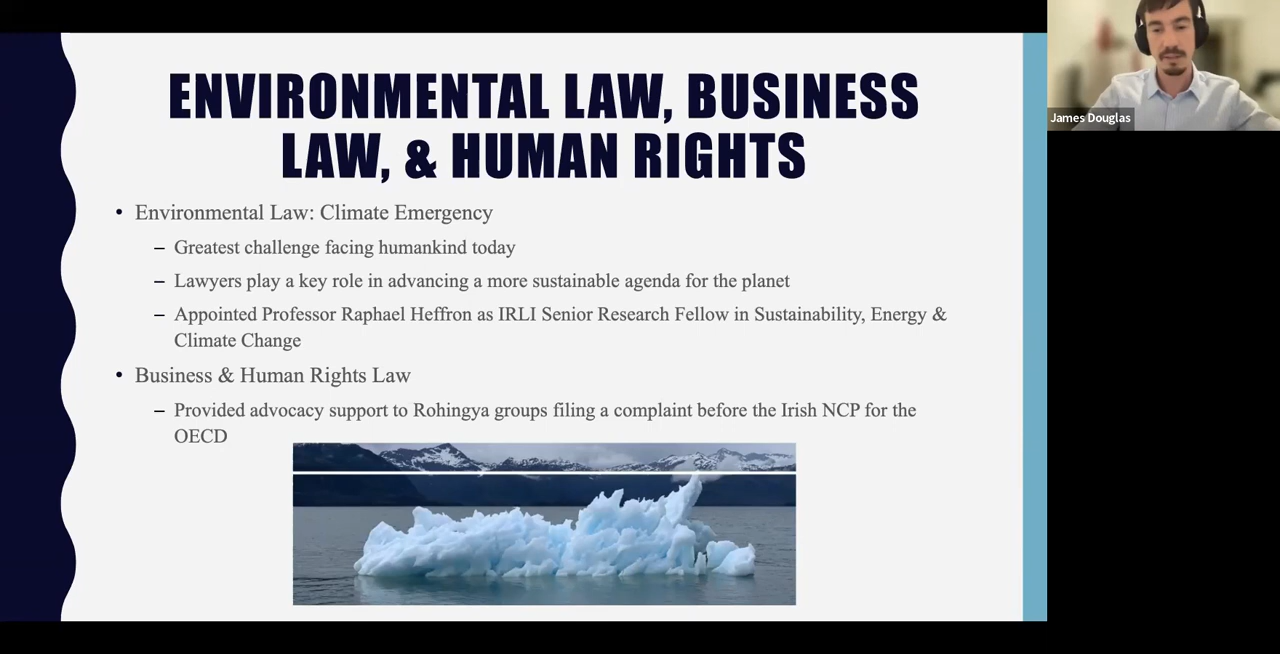 ENVIRONMENTAL LAW, BUSINESS
LAW, & HUMAN RIGHTS
• Environmental Law: Climate Emergency
– Greatest challenge facing humankind today
– Lawyers play a key role in advancing a more sustainable agenda for the planet
– Appointed Professor Raphael Heffron as IRLI Senior Research Fellow in Sustainability, Energy &
Climate Change
• Business & Human Rights Law
– Provided advocacy support to Rohingya groups filing a complaint before the Irish NCP for the
OECD
James Douglas